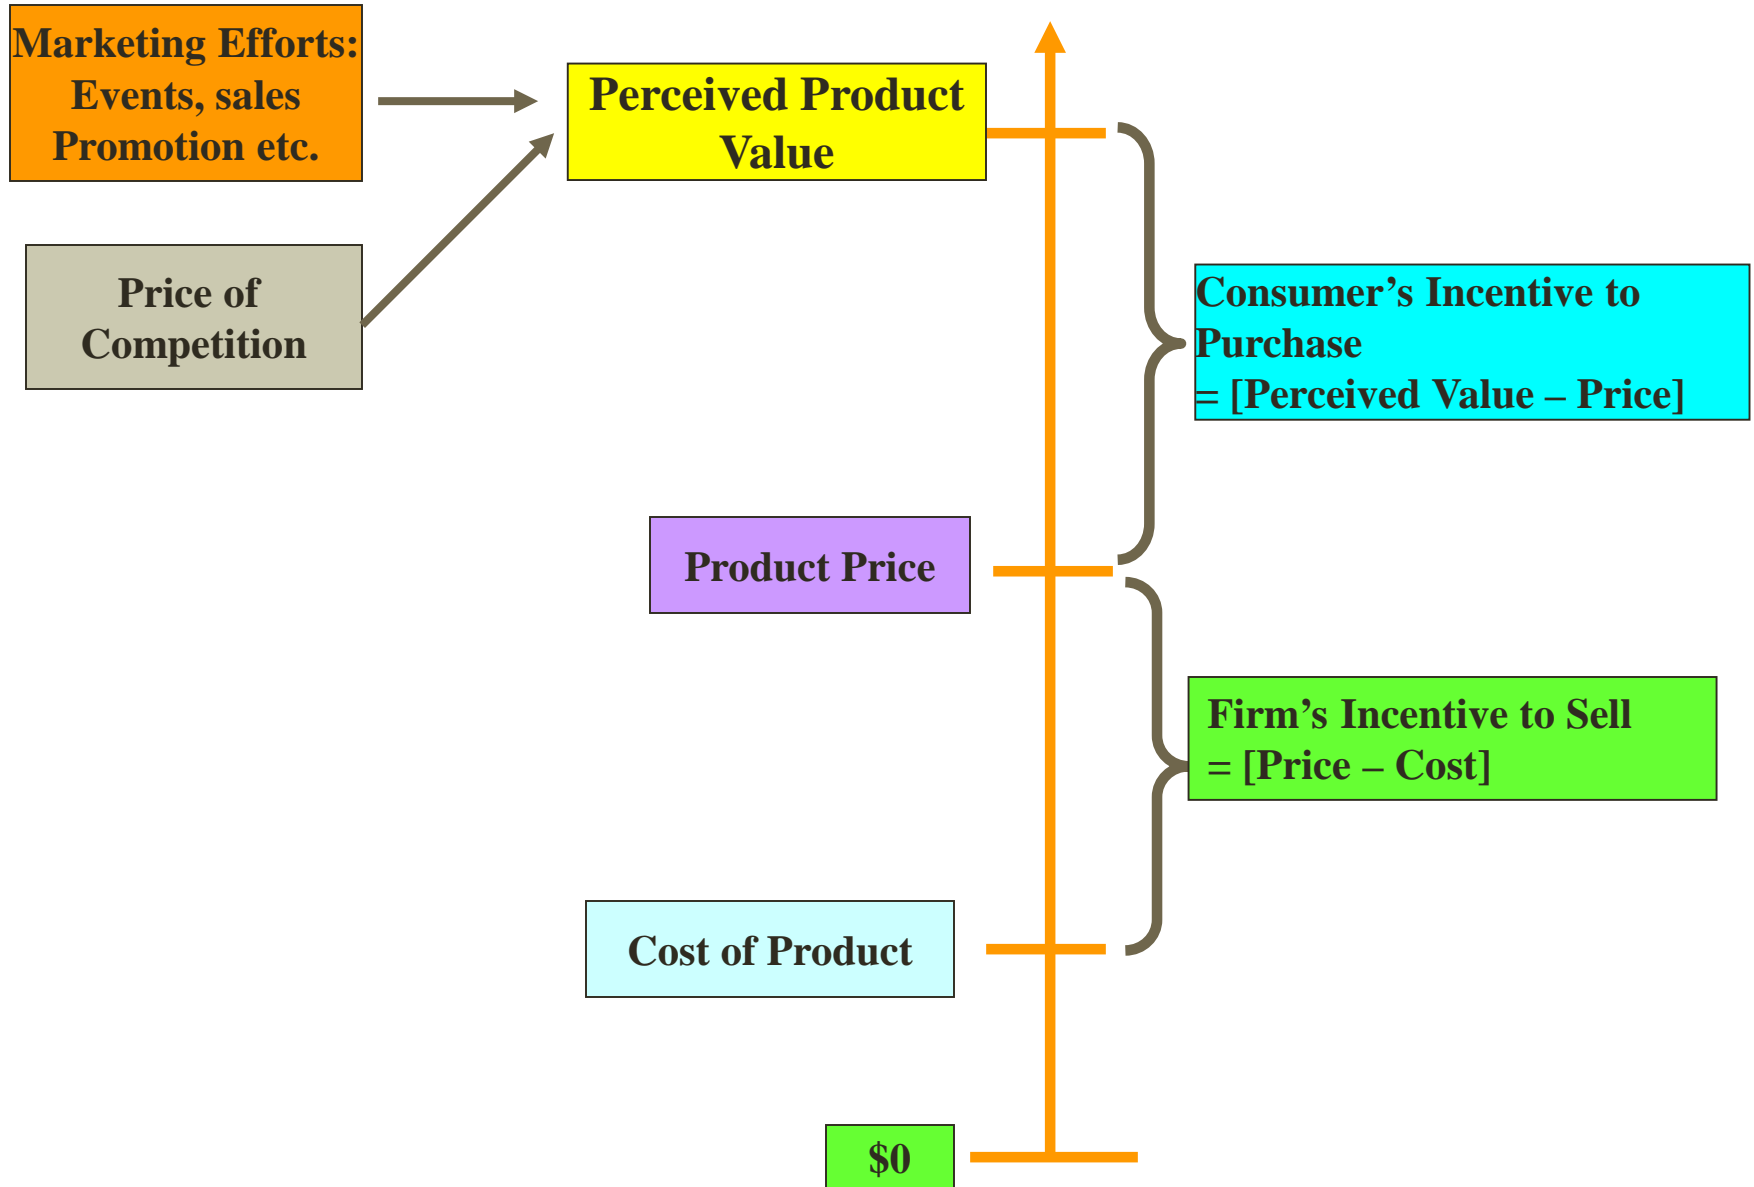 Marketing Efforts:
Events, sales
Promotion etc.
Perceived Product
Value
Price of
Competition
Consumer’s Incentive to
Purchase
= [Perceived Value – Price]
Product Price
Firm’s Incentive to Sell
= [Price – Cost]
Cost of Product
$0